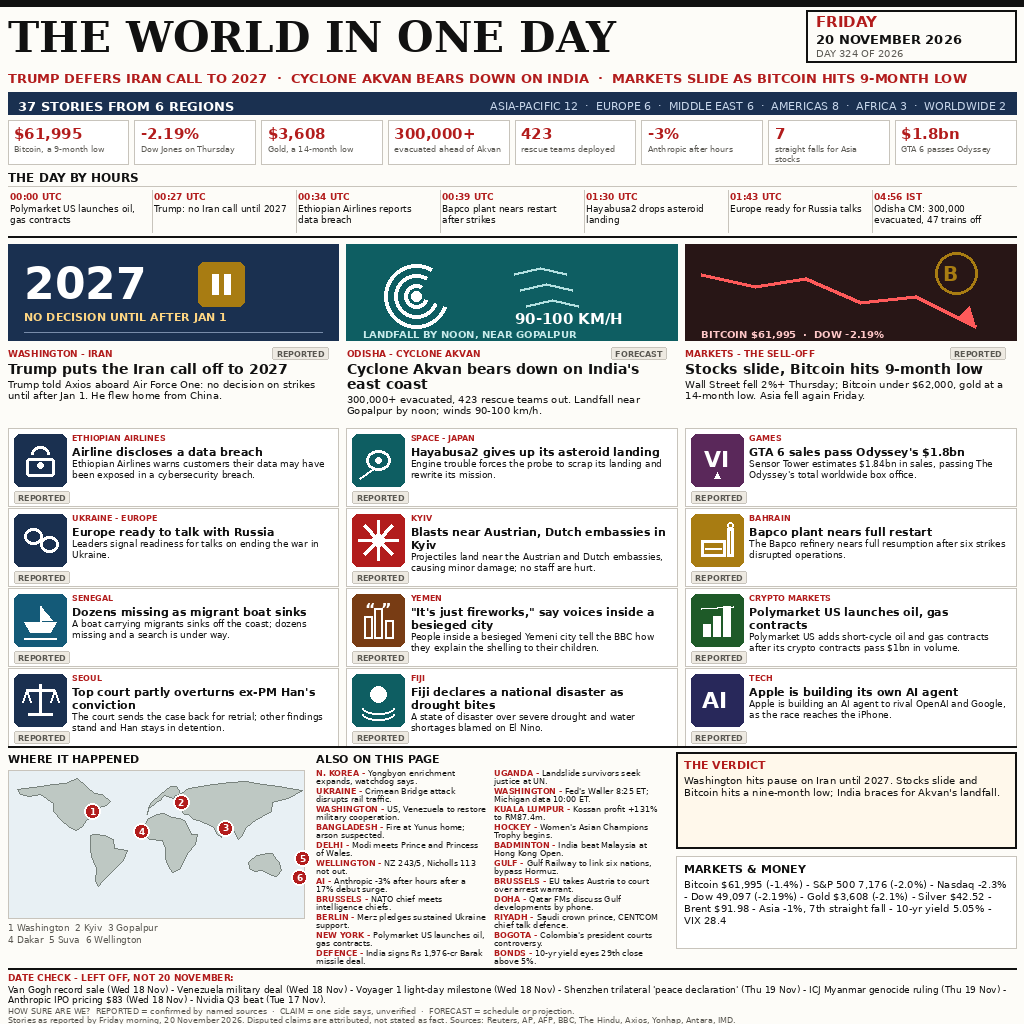 THE WORLD IN ONE DAY
FRIDAY
20 NOVEMBER 2026
DAY 324 OF 2026
TRUMP DEFERS IRAN CALL TO 2027 · CYCLONE AKVAN BEARS DOWN ON INDIA · MARKETS SLIDE AS BITCOIN HITS 9-MONTH LOW
37 STORIES FROM 6 REGIONS
ASIA-PACIFIC 12 · EUROPE 6 · MIDDLE EAST 6 · AMERICAS 8 · AFRICA 3 · WORLDWIDE 2
$61,995
Bitcoin, a 9-month low
-2.19%
Dow Jones on Thursday
$3,608
Gold, a 14-month low
300,000+
evacuated ahead of Akvan
423
rescue teams deployed
-3%
Anthropic after hours
7
straight falls for Asia
stocks
$1.8bn
GTA 6 passes Odyssey
THE DAY BY HOURS
00:00 UTC
Polymarket US launches oil,
gas contracts
00:27 UTC
Trump: no Iran call until 2027
00:34 UTC
Ethiopian Airlines reports
data breach
00:39 UTC
Bapco plant nears restart
after strikes
01:30 UTC
Hayabusa2 drops asteroid
landing
01:43 UTC
Europe ready for Russia talks
04:56 IST
Odisha CM: 300,000
evacuated, 47 trains off
2027
NO DECISION UNTIL AFTER JAN 1
90-100 KM/H
LANDFALL BY NOON, NEAR GOPALPUR
B
BITCOIN $61,995 · DOW -2.19%
WASHINGTON - IRAN
REPORTED
Trump puts the Iran call off to 2027
Trump told Axios aboard Air Force One: no decision on strikes
until after Jan 1. He flew home from China.
ODISHA - CYCLONE AKVAN
FORECAST
Cyclone Akvan bears down on India's
east coast
300,000+ evacuated, 423 rescue teams out. Landfall near
Gopalpur by noon; winds 90-100 km/h.
MARKETS - THE SELL-OFF
REPORTED
Stocks slide, Bitcoin hits 9-month low
Wall Street fell 2%+ Thursday; Bitcoin under $62,000, gold at a
14-month low. Asia fell again Friday.
ETHIOPIAN AIRLINES
Airline discloses a data breach
Ethiopian Airlines warns customers their data may have
been exposed in a cybersecurity breach.
REPORTED
SPACE - JAPAN
Hayabusa2 gives up its asteroid landing
Engine trouble forces the probe to scrap its landing and
rewrite its mission.
REPORTED
VI
GAMES
GTA 6 sales pass Odyssey's $1.8bn
Sensor Tower estimates $1.84bn in sales, passing The
Odyssey's total worldwide box office.
REPORTED
UKRAINE - EUROPE
Europe ready to talk with Russia
Leaders signal readiness for talks on ending the war in
Ukraine.
REPORTED
KYIV
Blasts near Austrian, Dutch embassies in
Kyiv
Projectiles land near the Austrian and Dutch embassies,
causing minor damage; no staff are hurt.
REPORTED
BAHRAIN
Bapco plant nears full restart
The Bapco refinery nears full resumption after six strikes
disrupted operations.
REPORTED
SENEGAL
Dozens missing as migrant boat sinks
A boat carrying migrants sinks off the coast; dozens
missing and a search is under way.
REPORTED
YEMEN
"It's just fireworks," say voices inside a
besieged city
People inside a besieged Yemeni city tell the BBC how
they explain the shelling to their children.
REPORTED
CRYPTO MARKETS
Polymarket US launches oil, gas
contracts
Polymarket US adds short-cycle oil and gas contracts
after its crypto contracts pass $1bn in volume.
REPORTED
SEOUL
Top court partly overturns ex-PM Han's
conviction
The court sends the case back for retrial; other findings
stand and Han stays in detention.
REPORTED
FIJI
Fiji declares a national disaster as
drought bites
A state of disaster over severe drought and water
shortages blamed on El Nino.
REPORTED
AI
TECH
Apple is building its own AI agent
Apple is building an AI agent to rival OpenAI and Google,
as the race reaches the iPhone.
REPORTED
WHERE IT HAPPENED
1
2
3
4
5
6
1 Washington 2 Kyiv 3 Gopalpur
4 Dakar 5 Suva 6 Wellington
ALSO ON THIS PAGE
N. KOREA - Yongbyon enrichment
expands, watchdog says.
UKRAINE - Crimean Bridge attack
disrupts rail traffic.
WASHINGTON - US, Venezuela to restore
military cooperation.
BANGLADESH - Fire at Yunus home;
arson suspected.
DELHI - Modi meets Prince and Princess
of Wales.
WELLINGTON - NZ 243/5, Nicholls 113
not out.
AI - Anthropic -3% after hours after a
17% debut surge.
BRUSSELS - NATO chief meets
intelligence chiefs.
BERLIN - Merz pledges sustained Ukraine
support.
NEW YORK - Polymarket US launches oil,
gas contracts.
DEFENCE - India signs Rs 1,976-cr Barak
missile deal.
UGANDA - Landslide survivors seek
justice at UN.
WASHINGTON - Fed's Waller 8:25 ET;
Michigan data 10:00 ET.
KUALA LUMPUR - Kossan profit +131%
to RM87.4m.
HOCKEY - Women's Asian Champions
Trophy begins.
BADMINTON - India beat Malaysia at
Hong Kong Open.
GULF - Gulf Railway to link six nations,
bypass Hormuz.
BRUSSELS - EU takes Austria to court
over arrest warrant.
DOHA - Qatar FMs discuss Gulf
developments by phone.
RIYADH - Saudi crown prince, CENTCOM
chief talk defence.
BOGOTA - Colombia's president courts
controversy.
BONDS - 10-yr yield eyes 29th close
above 5%.
THE VERDICT
Washington hits pause on Iran until 2027. Stocks slide and
Bitcoin hits a nine-month low; India braces for Akvan's landfall.
MARKETS & MONEY
Bitcoin $61,995 (-1.4%) - S&P 500 7,176 (-2.0%) - Nasdaq -2.3%
- Dow 49,097 (-2.19%) - Gold $3,608 (-2.1%) - Silver $42.52 -
Brent $91.98 - Asia -1%, 7th straight fall - 10-yr yield 5.05% -
VIX 28.4
DATE CHECK - LEFT OFF, NOT 20 NOVEMBER:
Van Gogh record sale (Wed 18 Nov) - Venezuela military deal (Wed 18 Nov) - Voyager 1 light-day milestone (Wed 18 Nov) - Shenzhen trilateral 'peace declaration' (Thu 19 Nov) - ICJ Myanmar genocide ruling (Thu 19 Nov) -
Anthropic IPO pricing $83 (Wed 18 Nov) - Nvidia Q3 beat (Tue 17 Nov).
HOW SURE ARE WE? REPORTED = confirmed by named sources · CLAIM = one side says, unverified · FORECAST = schedule or projection.
Stories as reported by Friday morning, 20 November 2026. Disputed claims are attributed, not stated as fact. Sources: Reuters, AP, AFP, BBC, The Hindu, Axios, Yonhap, Antara, IMD.